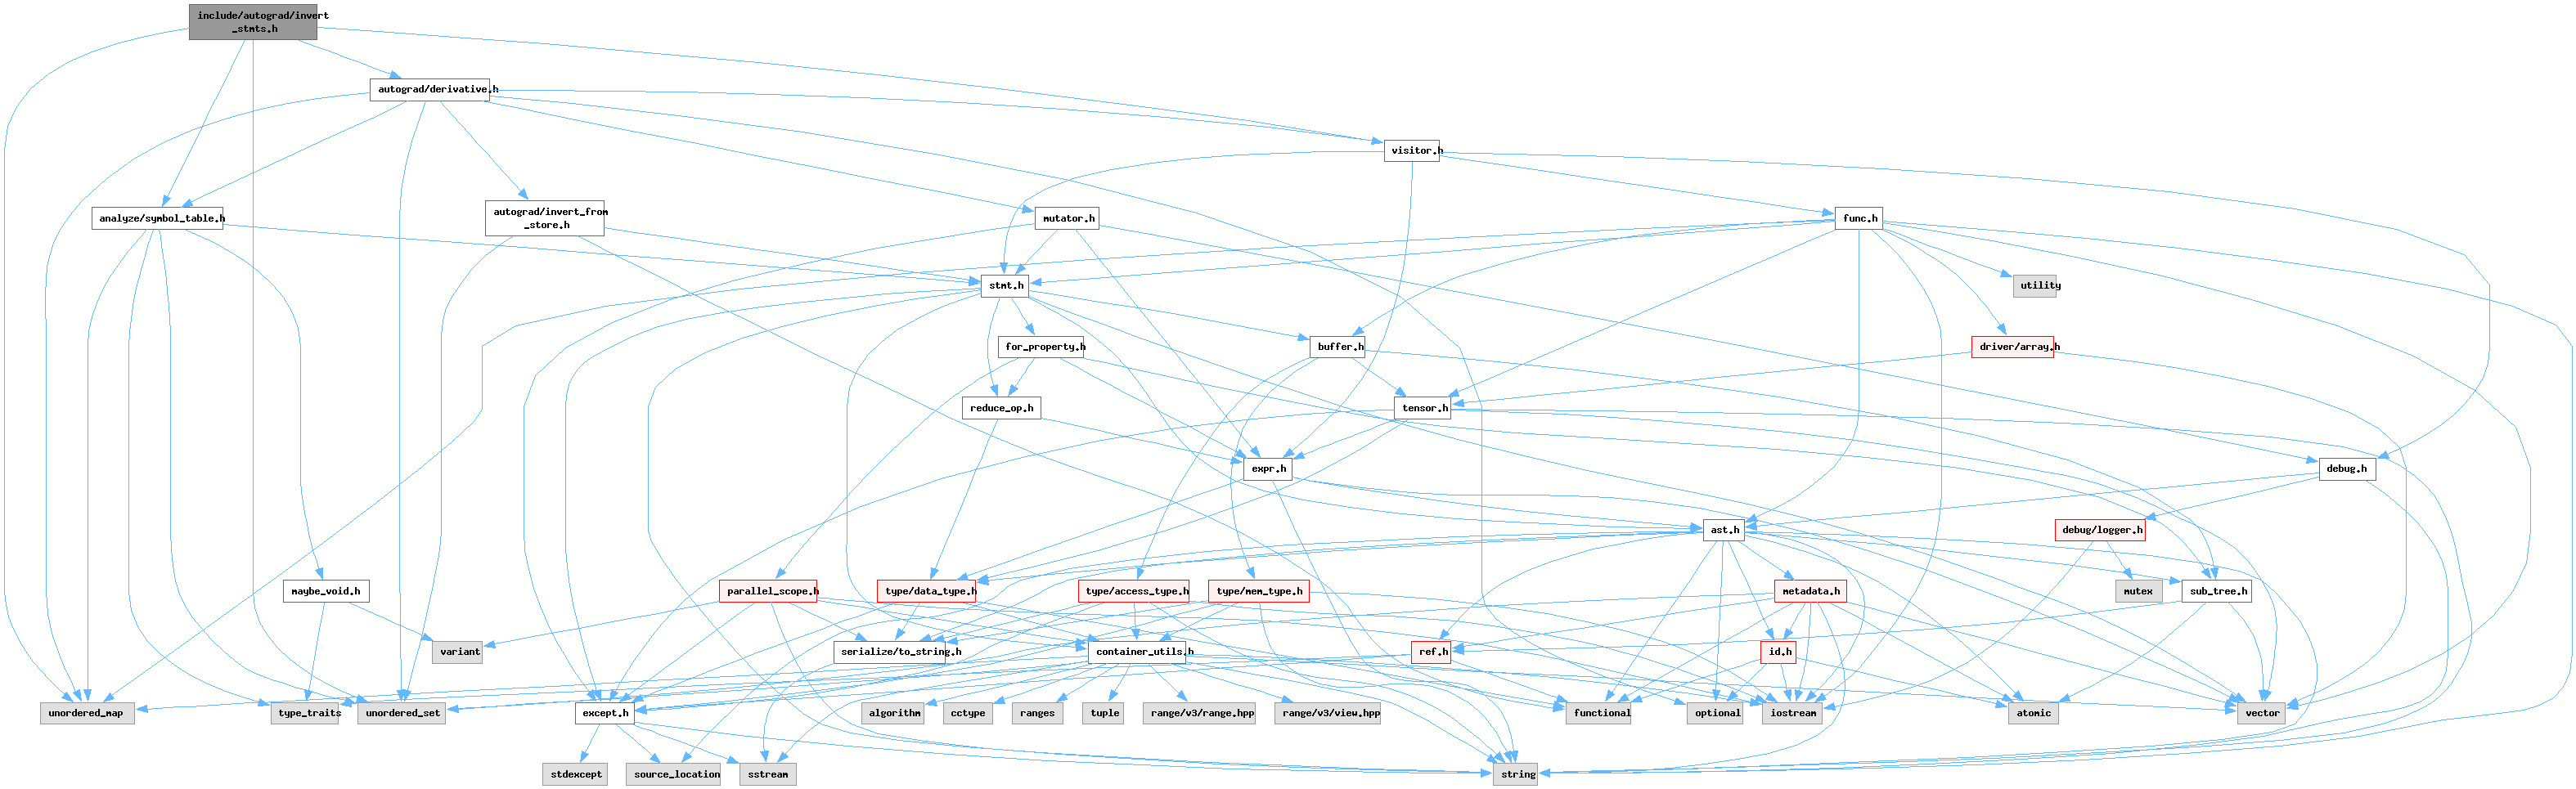 include/autograd/invert
_stmts.h
autograd/derivative.h
visitor.h
analyze/symbol_table.h
autograd/invert_from
_store.h
mutator.h
func.h
stmt.h
utility
for_property.h
buffer.h
driver/array.h
reduce_op.h
tensor.h
expr.h
debug.h
ast.h
debug/logger.h
maybe_void.h
parallel_scope.h
type/data_type.h
type/access_type.h
type/mem_type.h
metadata.h
mutex
sub_tree.h
variant
serialize/to_string.h
container_utils.h
ref.h
id.h
unordered_map
type_traits
unordered_set
except.h
algorithm
cctype
ranges
tuple
range/v3/range.hpp
range/v3/view.hpp
functional
optional
iostream
atomic
vector
stdexcept
source_location
sstream
string